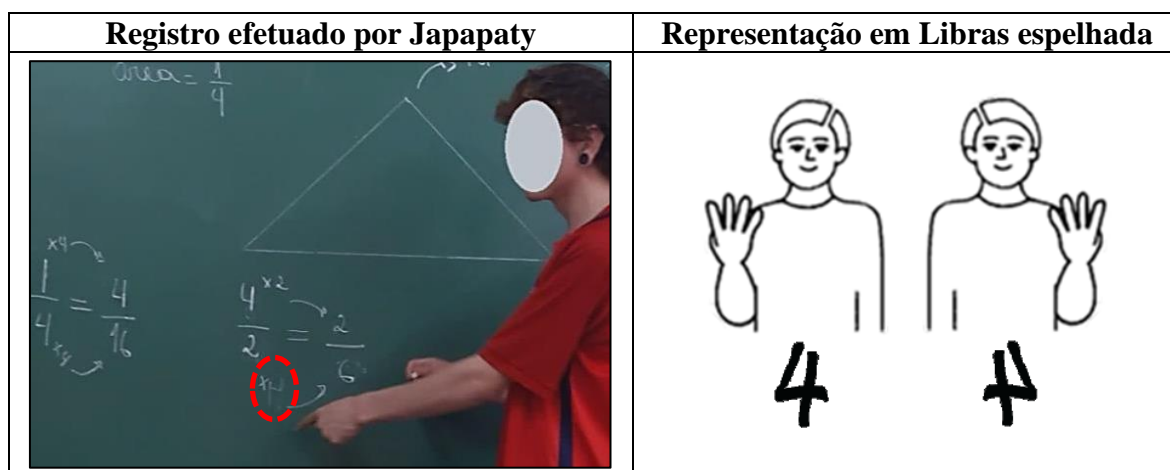 Registro efetuado por Japapaty
Representação em Libras espelhada
area = 1/4
x4
1/4 = 4/16
x4
4/2 = 2/6
x2
4 4